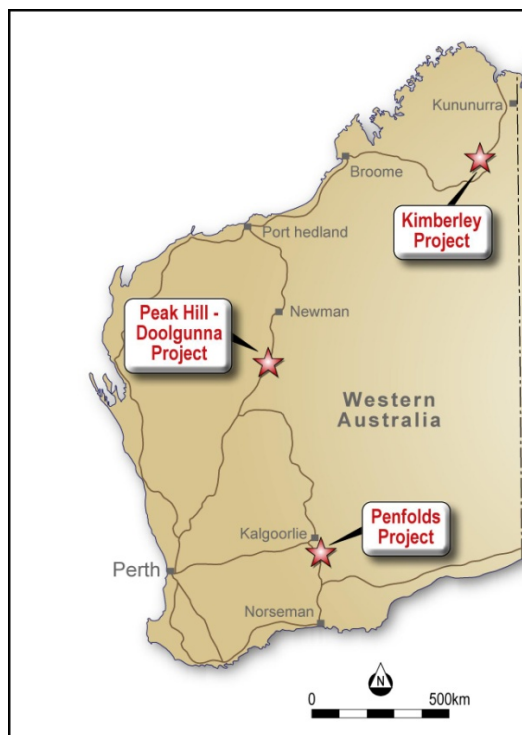 Kununurra
Broome
Kimberley
Project
Port hedland
Peak Hill -
Doolgunna
Project
Newman
Western
Australia
Kalgoorlie
Penfolds
Project
Perth
Norseman
N
0 500km